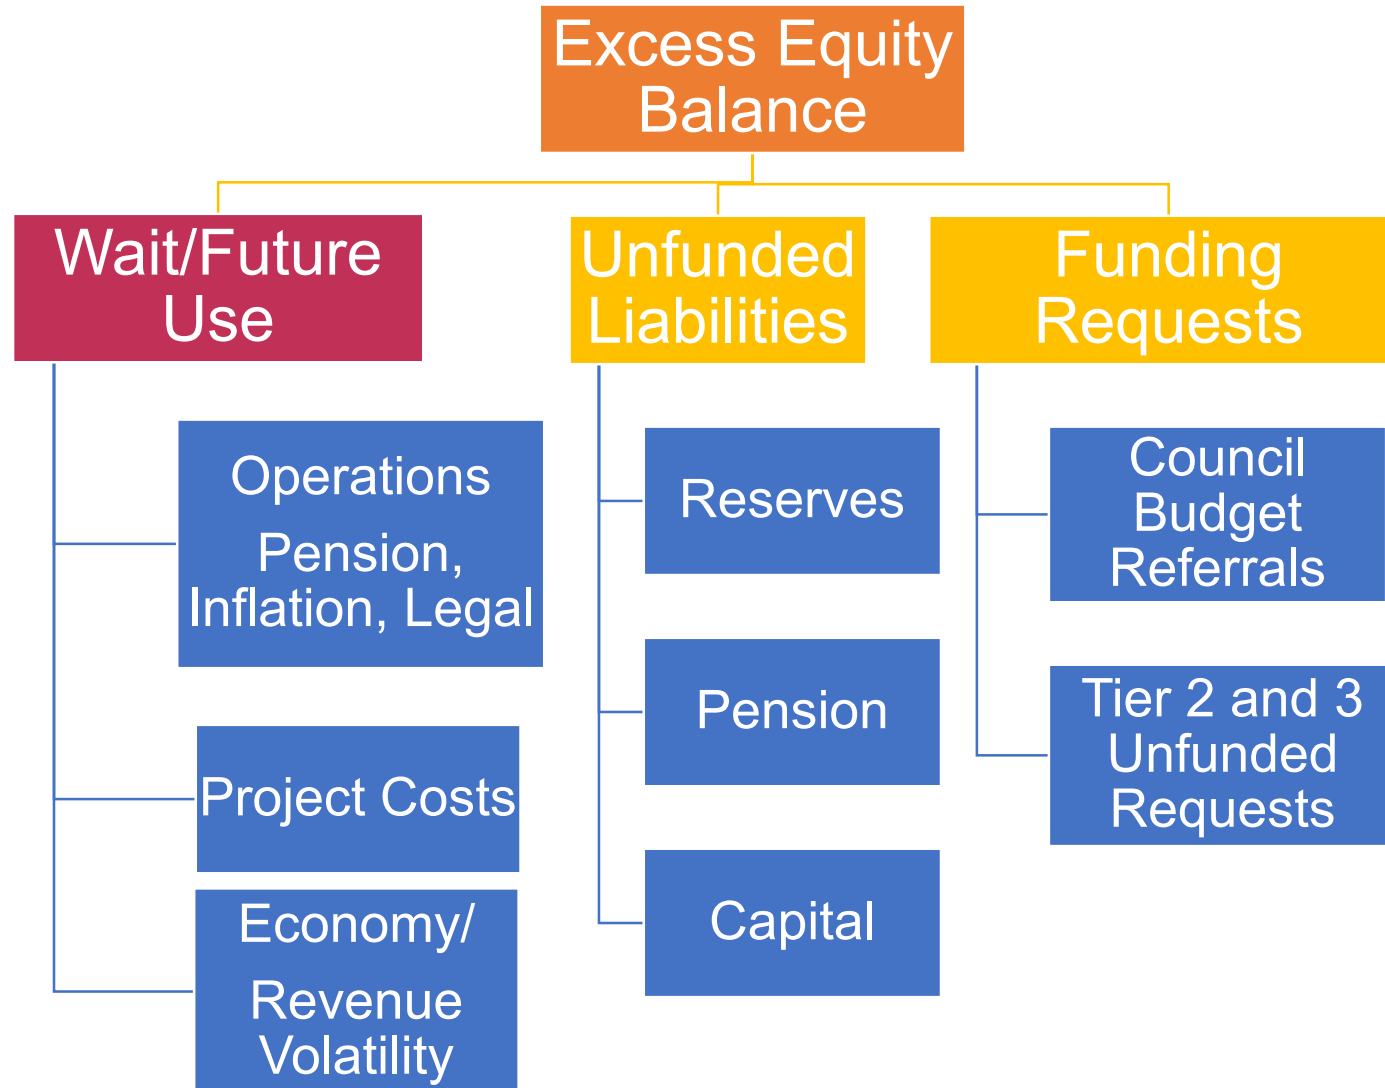 Excess Equity
Balance
Wait/Future
Use
Unfunded
Liabilities
Funding
Requests
Operations
Pension,
Inflation, Legal
Project Costs
Economy/
Revenue
Volatility
Reserves
Pension
Capital
Council
Budget
Referrals
Tier 2 and 3
Unfunded
Requests